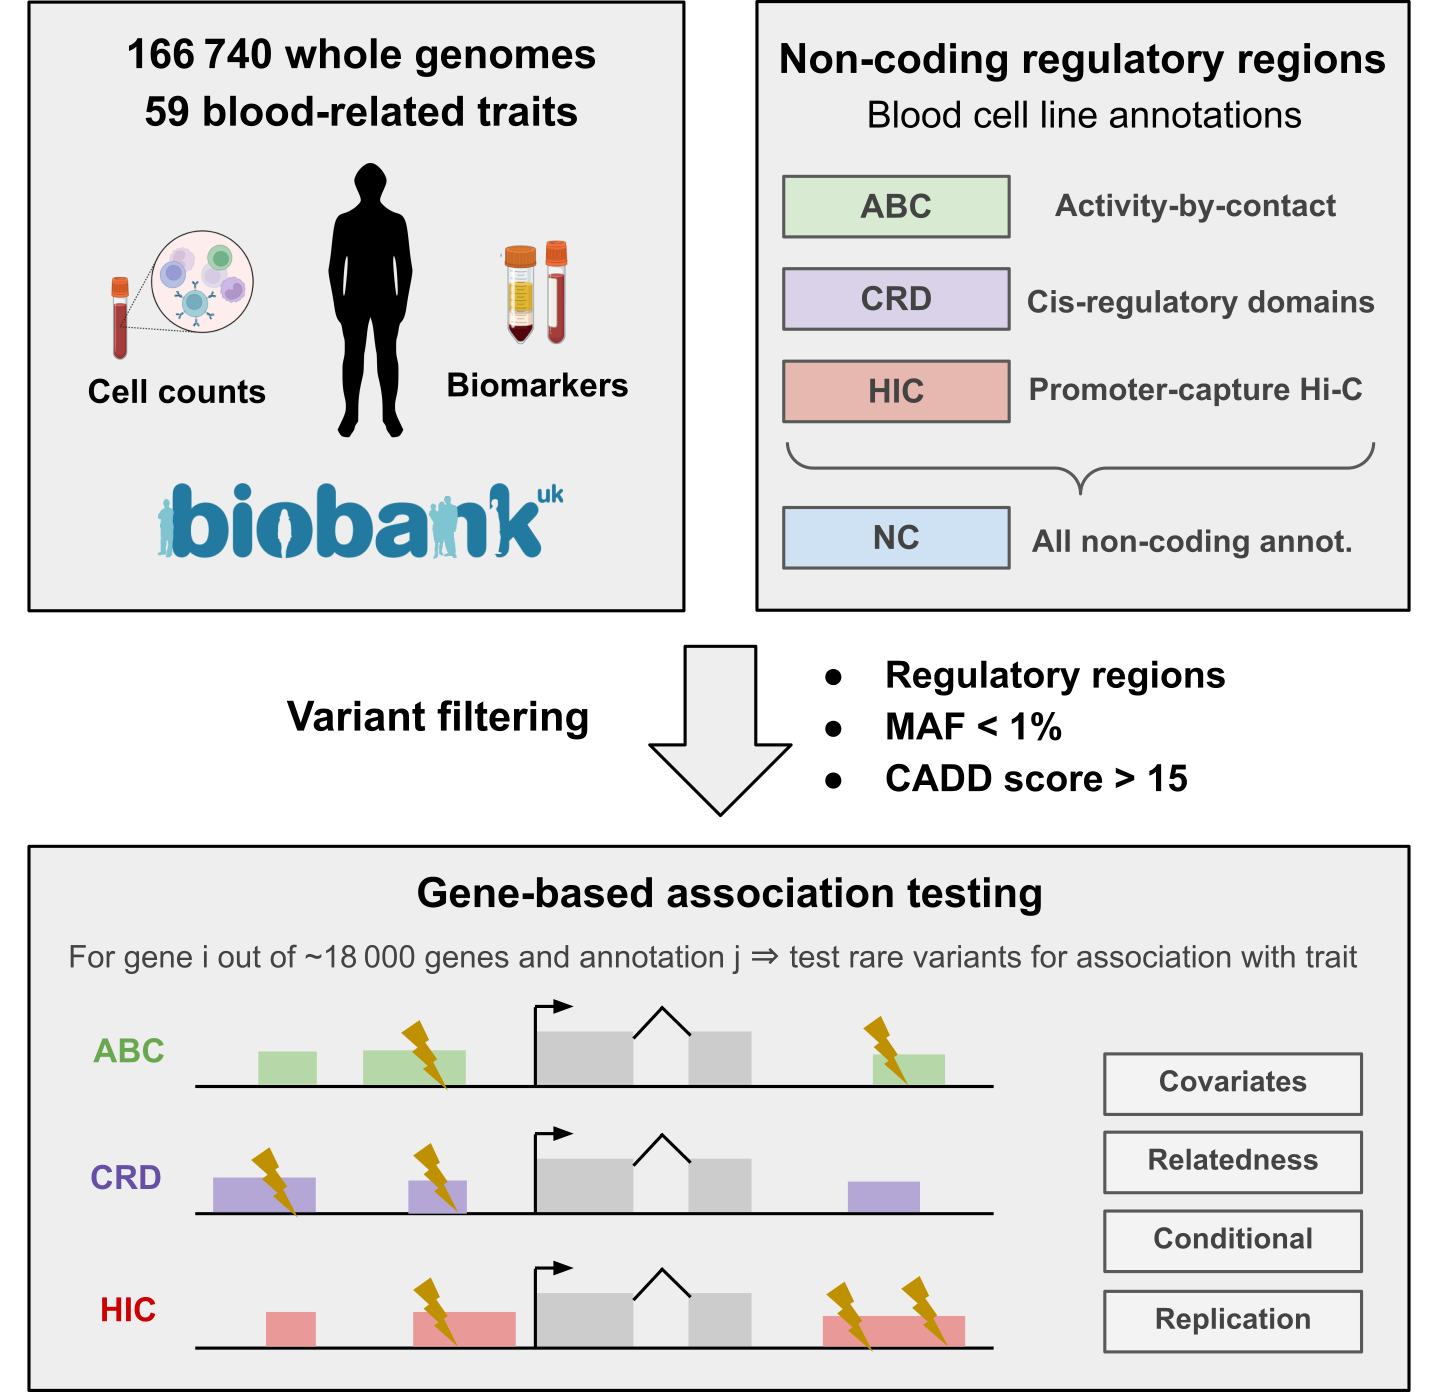 166 740 whole genomes
59 blood-related traits
Cell counts
Biomarkers
biobank uk
Non-coding regulatory regions
Blood cell line annotations
ABC Activity-by-contact
CRD Cis-regulatory domains
HIC Promoter-capture Hi-C
NC All non-coding annot.
Variant filtering
● Regulatory regions
● MAF < 1%
● CADD score > 15
Gene-based association testing
For gene i out of ~18 000 genes and annotation j ⇒ test rare variants for association with trait
ABC
CRD
HIC
Covariates
Relatedness
Conditional
Replication